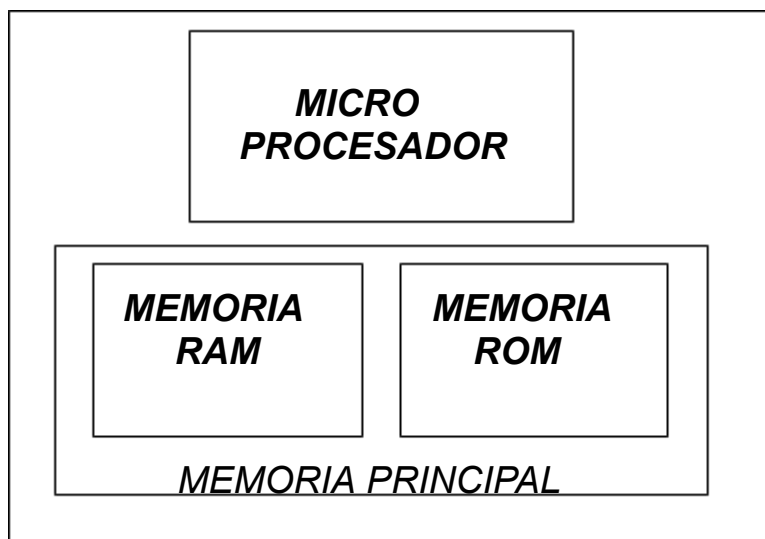 MICRO
PROCESADOR
MEMORIA
RAM
MEMORIA
ROM
MEMORIA PRINCIPAL